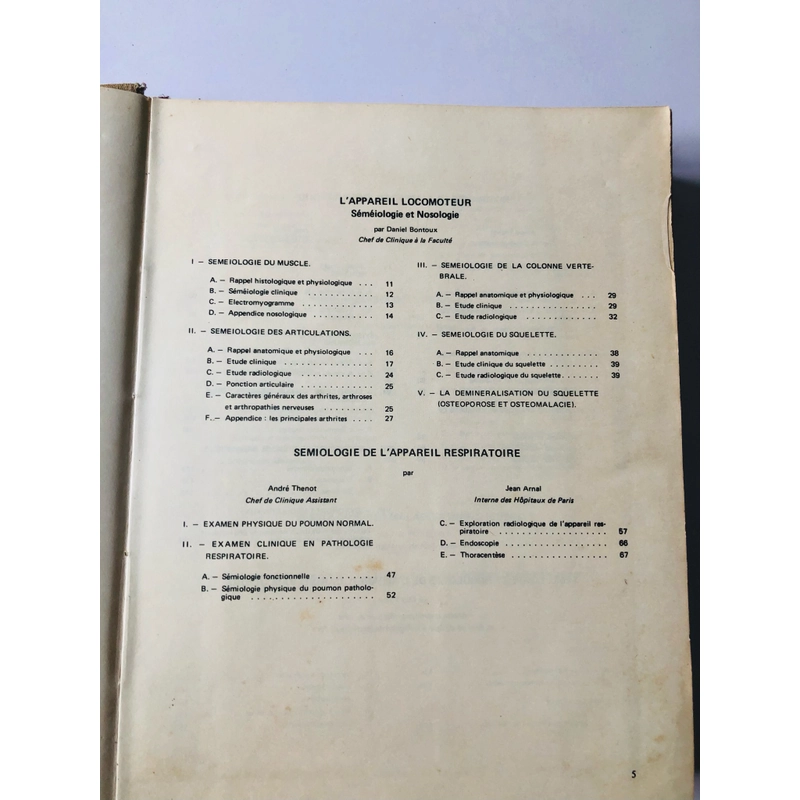 L'APPAREIL LOCOMOTEUR
Séméiologie et Nosologie
par Daniel Bontoux
Chef de Clinique à la Faculté
I – SEMEIOLOGIE DU MUSCLE.
A. – Rappel histologique et physiologique . . . 11
B. – Séméiologie clinique . . . . . . . . . . . . 12
C. – Electromyogramme . . . . . . . . . . . . 13
D. – Appendice nosologique . . . . . . . . . . 14
II. – SEMEIOLOGIE DES ARTICULATIONS.
A. – Rappel anatomique et physiologique . . . 16
B. – Etude clinique . . . . . . . . . . . . . . . 17
C. – Etude radiologique . . . . . . . . . . . . 24
D. – Ponction articulaire . . . . . . . . . . . . 25
E. – Caractères généraux des arthrites, arthroses
et arthropathies nerveuses . . . . . . . . 25
F. – Appendice : les principales arthrites . . . . 27
III. – SEMEIOLOGIE DE LA COLONNE VERTE-
BRALE.
A. – Rappel anatomique et physiologique . . . 29
B. – Etude clinique . . . . . . . . . . . . . . . 29
C. – Etude radiologique . . . . . . . . . . . . 32
IV. – SEMEIOLOGIE DU SQUELETTE.
A. – Rappel anatomique . . . . . . . . . . . . 38
B. – Etude clinique du squelette . . . . . . . . 39
C. – Etude radiologique du squelette . . . . . . 39
V. – LA DEMINERALISATION DU SQUELETTE
(OSTEOPOROSE ET OSTEOMALACIE).
SEMIOLOGIE DE L'APPAREIL RESPIRATOIRE
par
André Thenot
Chef de Clinique Assistant
Jean Arnal
Interne des Hôpitaux de Paris
I. – EXAMEN PHYSIQUE DU POUMON NORMAL.
II. – EXAMEN CLINIQUE EN PATHOLOGIE
RESPIRATOIRE.
A. – Sémiologie fonctionnelle . . . . . . . . . . 47
B. – Sémiologie physique du poumon patholo-
gique . . . . . . . . . . . . . . . . . . . . . 52
C. – Exploration radiologique de l'appareil res-
piratoire . . . . . . . . . . . . . . . . . . . 57
D. – Endoscopie . . . . . . . . . . . . . . . . . 66
E. – Thoracentèse . . . . . . . . . . . . . . . . 67
5